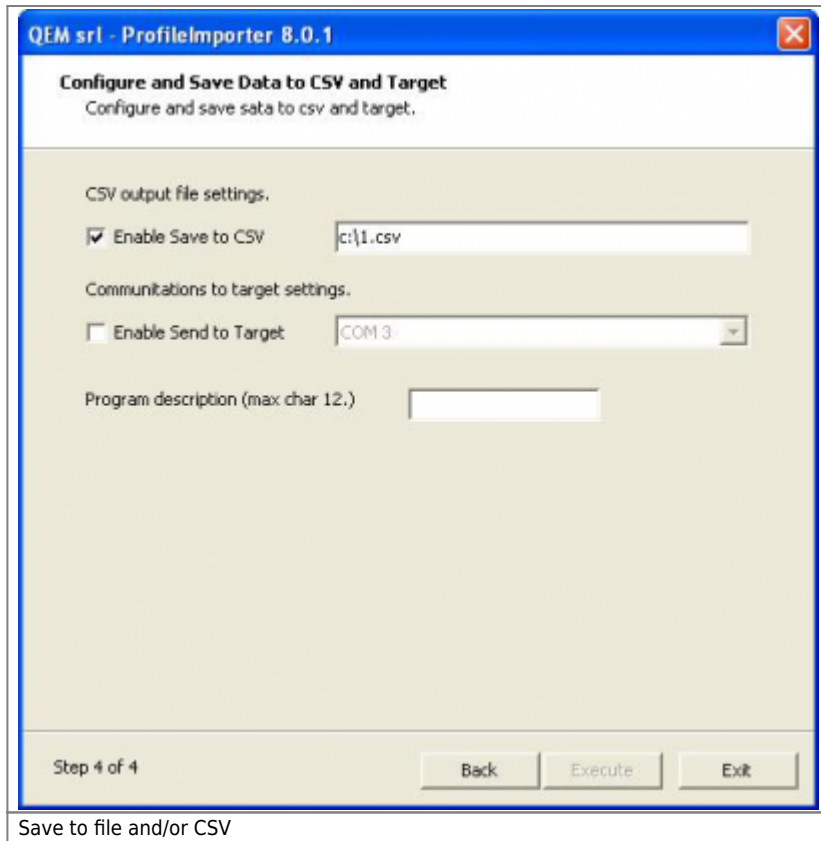 QEM srl - ProfileImporter 8.0.1
Configure and Save Data to CSV and Target
Configure and save sata to csv and target.
CSV output file settings.
Enable Save to CSV
c:\1.csv
Communitations to target settings.
Enable Send to Target
COM 3
Program description (max char 12.)
Step 4 of 4
Back
Execute
Exit
Save to file and/or CSV